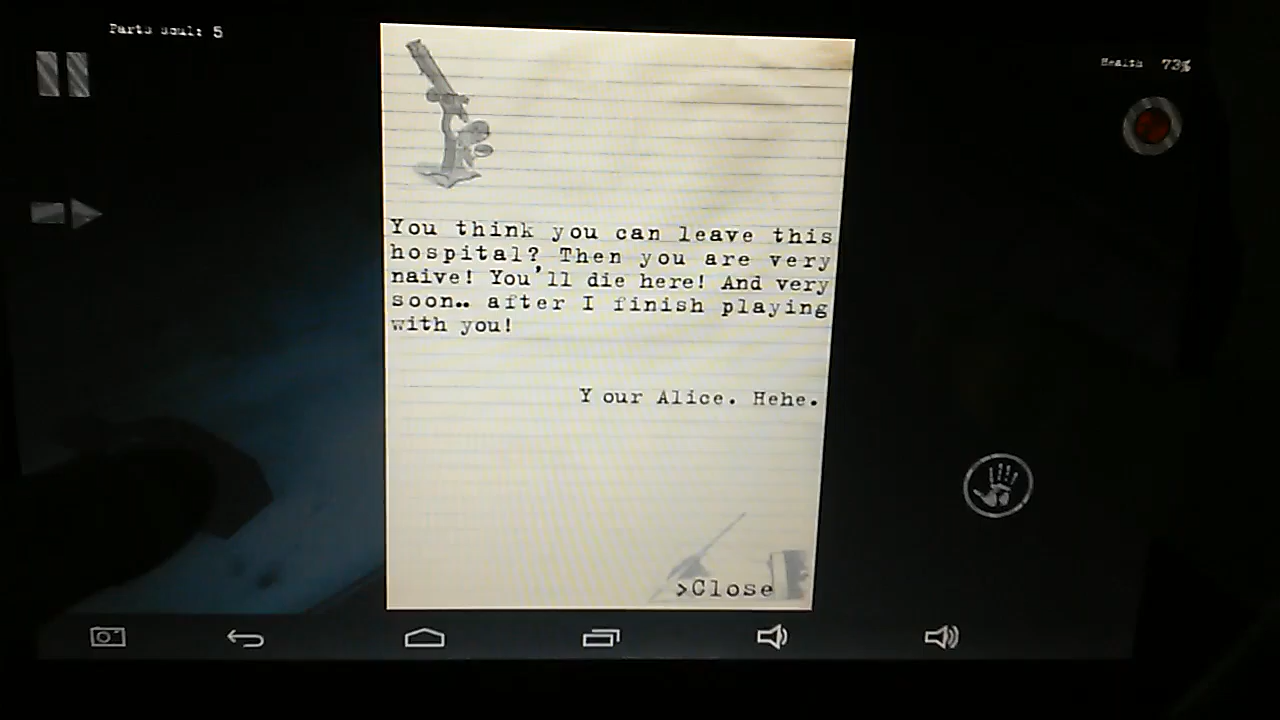 Parts soul: 5
Health 73%
You think you can leave this
hospital? Then you are very
naive! You'll die here! And very
soon.. after I finish playing
with you!
Your Alice. Hehe.
>Close